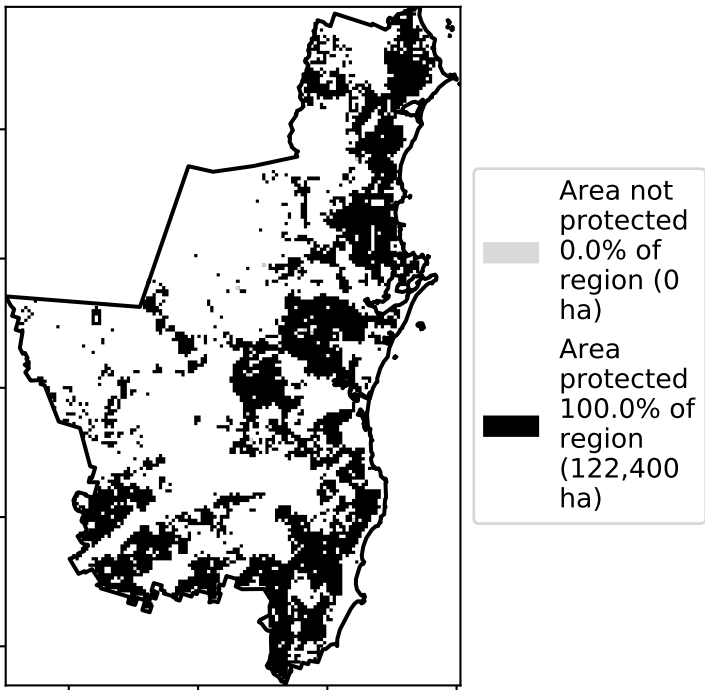 Area not
protected
0.0% of
region (0
ha)
Area
protected
100.0% of
region
(122,400
ha)